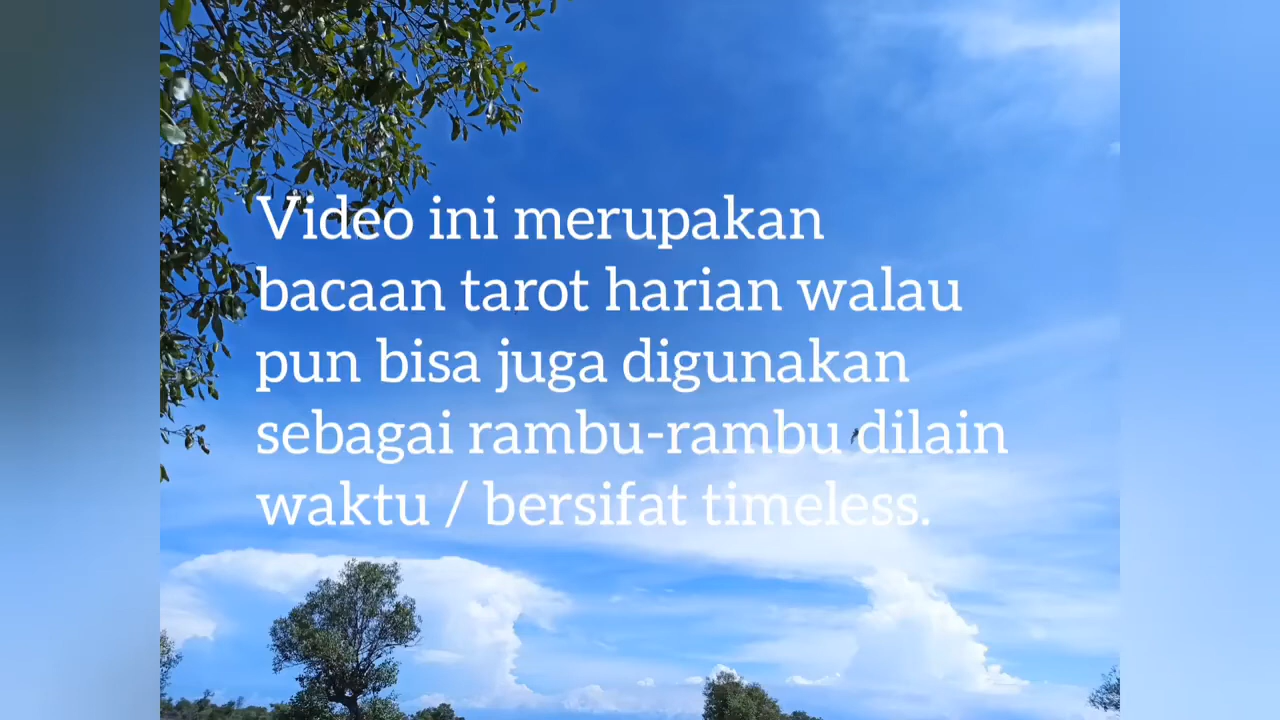 Video ini merupakan
bacaan tarot harian walau
pun bisa juga digunakan
sebagai rambu-rambu dilain
waktu / bersifat timeless.